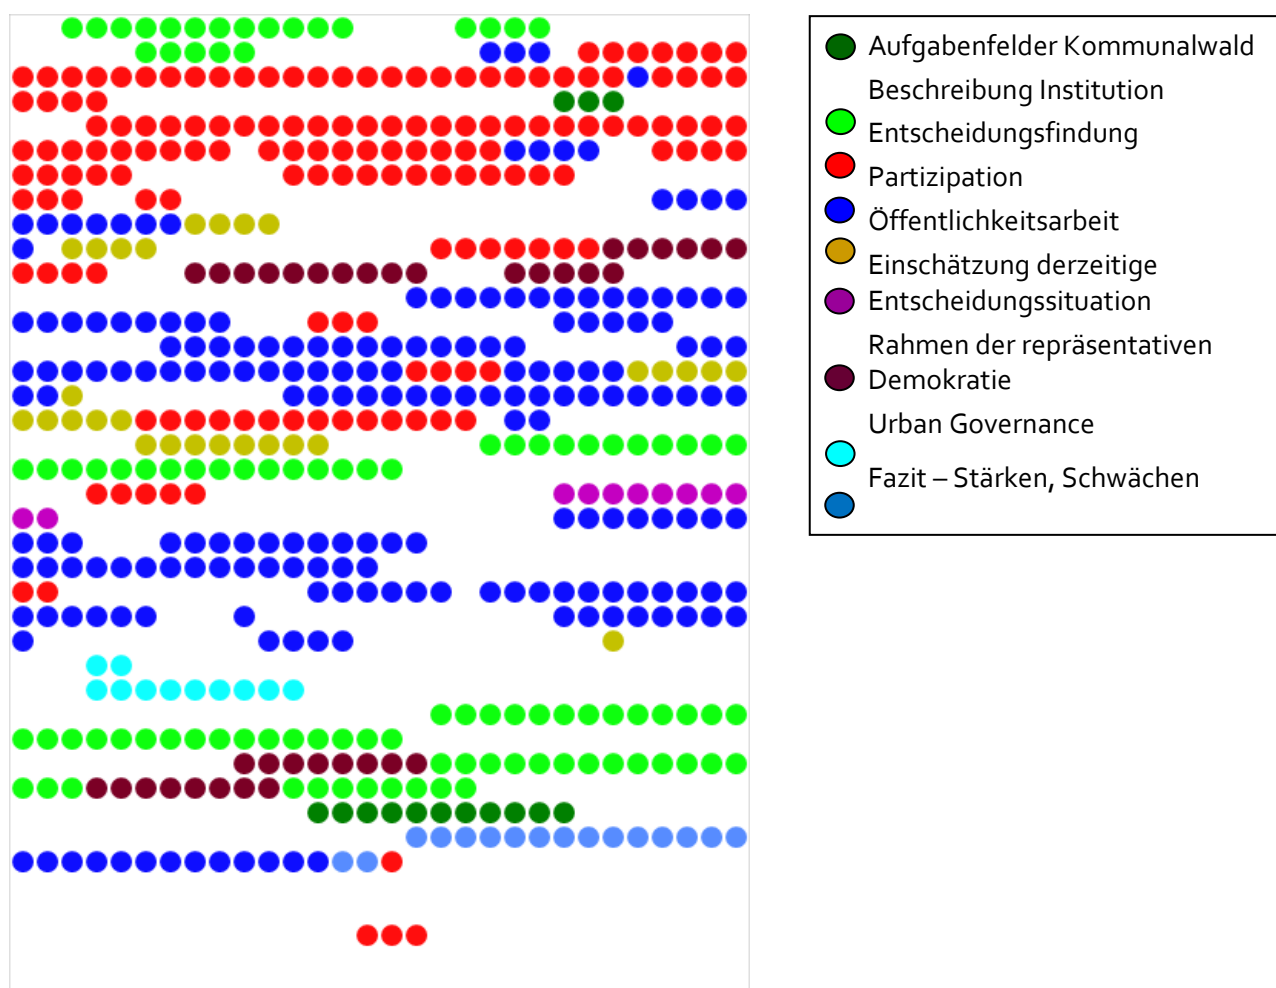 Aufgabenfelder Kommunalwald
Beschreibung Institution
Entscheidungsfindung
Partizipation
Öffentlichkeitsarbeit
Einschätzung derzeitige
Entscheidungssituation
Rahmen der repräsentativen
Demokratie
Urban Governance
Fazit – Stärken, Schwächen